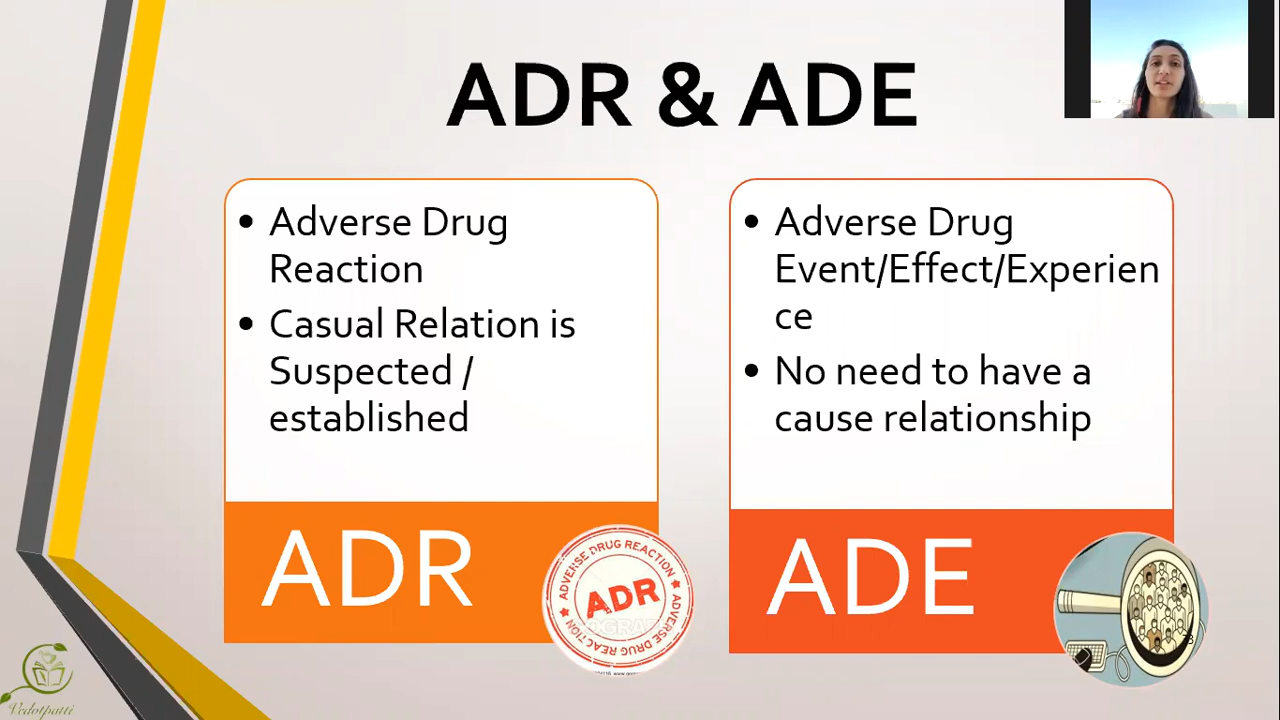 ADR & ADE
• Adverse Drug
Reaction
• Casual Relation is
Suspected /
established
ADR
ADVERSE DRUG REACTION
ADR
ADVERSE DRUG REACTION
• Adverse Drug
Event/Effect/Experien
ce
• No need to have a
cause relationship
ADE
Vedotpatti